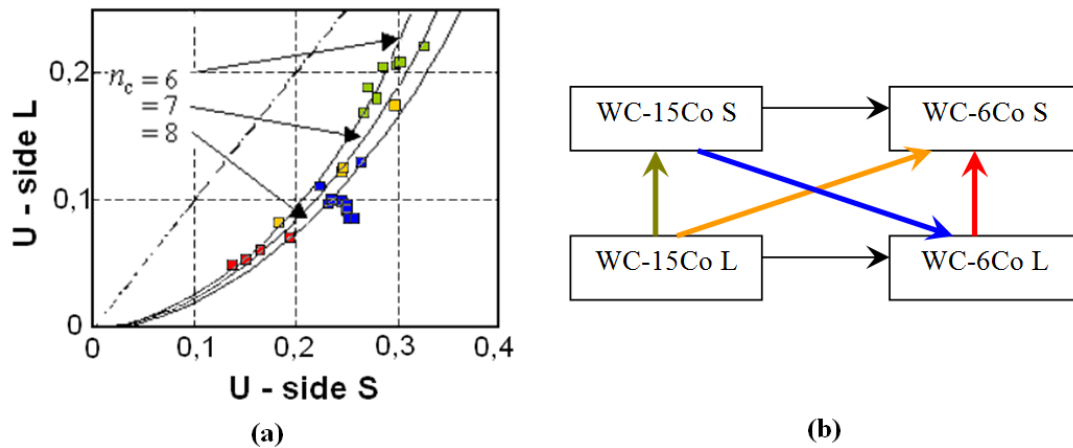 0,2
n_c = 6
= 7
= 8
0,1
0
0
0,1
0,2
0,3
0,4
U - side L
U - side S
(a)
WC-15Co S
WC-6Co S
WC-15Co L
WC-6Co L
(b)